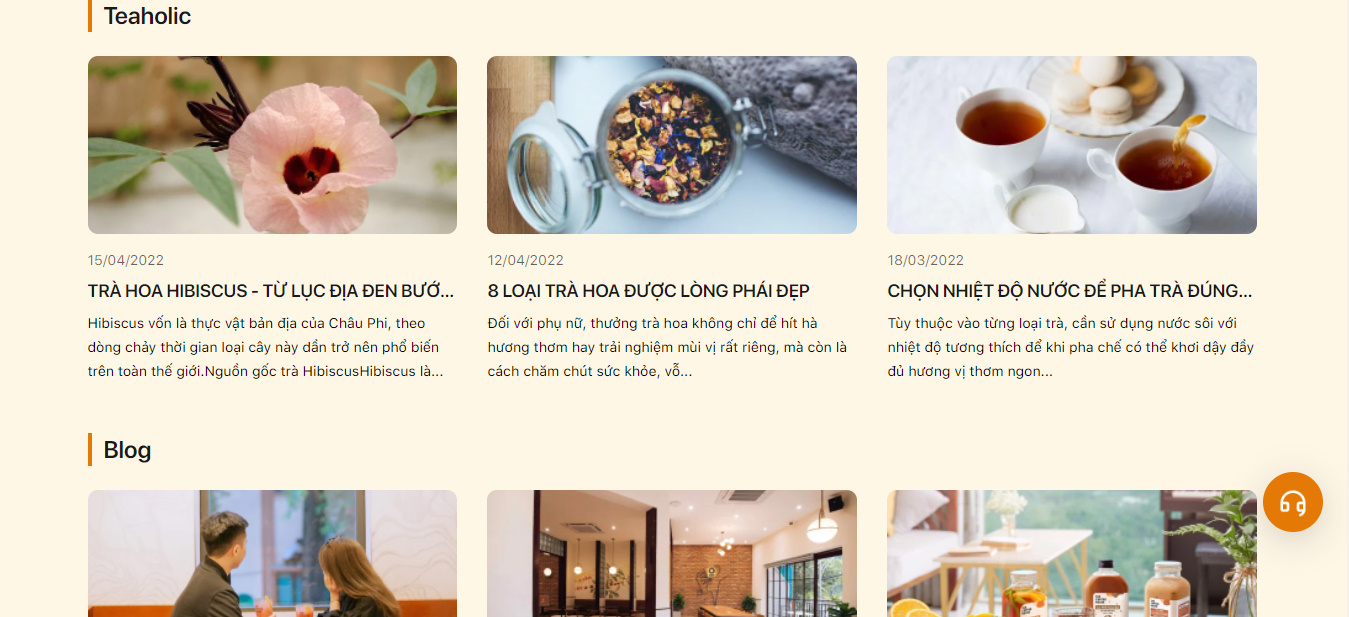 Teaholic
15/04/2022
TRÀ HOA HIBISCUS - TỪ LỤC ĐỊA ĐEN BƯỚ...
Hibiscus vốn là thực vật bản địa của Châu Phi, theo
dòng chảy thời gian loại cây này dần trở nên phổ biến
trên toàn thế giới.Nguồn gốc trà HibiscusHibiscus là...
12/04/2022
8 LOẠI TRÀ HOA ĐƯỢC LÒNG PHÁI ĐẸP
Đối với phụ nữ, thưởng trà hoa không chỉ để hít hà
hương thơm hay trải nghiệm mùi vị rất riêng, mà còn là
cách chăm chút sức khỏe, vỗ...
18/03/2022
CHỌN NHIỆT ĐỘ NƯỚC ĐỂ PHA TRÀ ĐÚNG...
Tùy thuộc vào từng loại trà, cần sử dụng nước sôi với
nhiệt độ tương thích để khi pha chế có thể khơi dậy đầy
đủ hương vị thơm ngon...
Blog